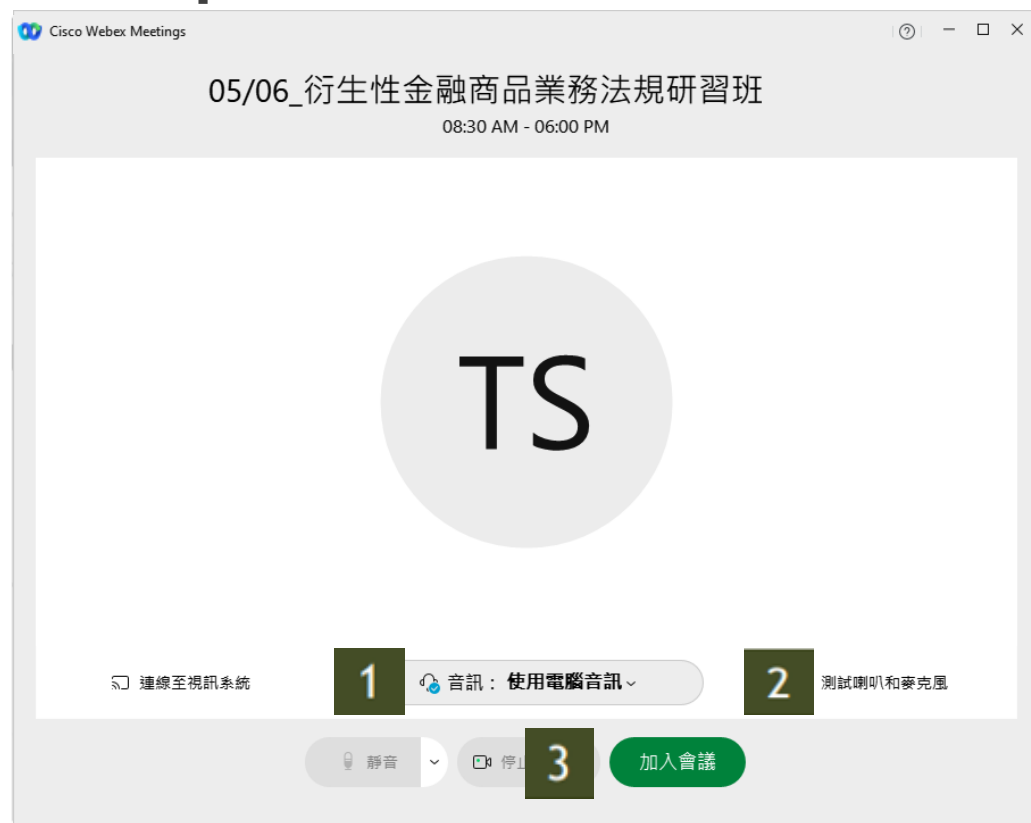 Cisco Webex Meetings
05/06_衍生性金融商品業務法規研習班
08:30 AM - 06:00 PM
TS
連線至視訊系統
1
音訊： 使用電腦音訊
2
測試喇叭和麥克風
靜音
停止
3
加入會議